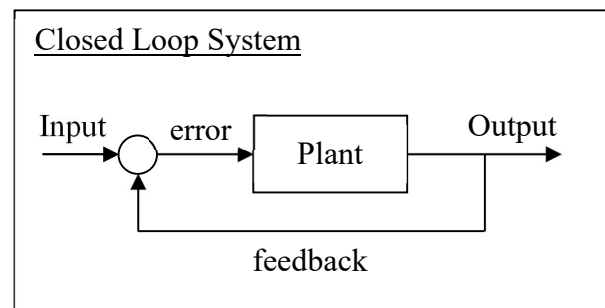 Closed Loop System
Input
error
Plant
Output
feedback